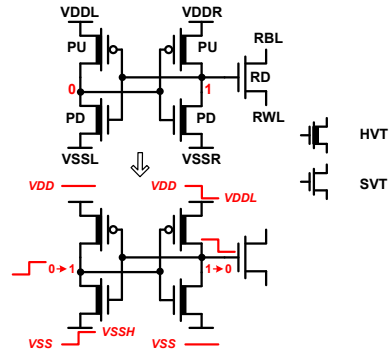 VDDL VDDR
PU PU RBL
0 1 RD
PD PD RWL
VSSL VSSR HVT
SVT
VDD VDD VDDL
0→1 1→0
VSS VSSH VSS